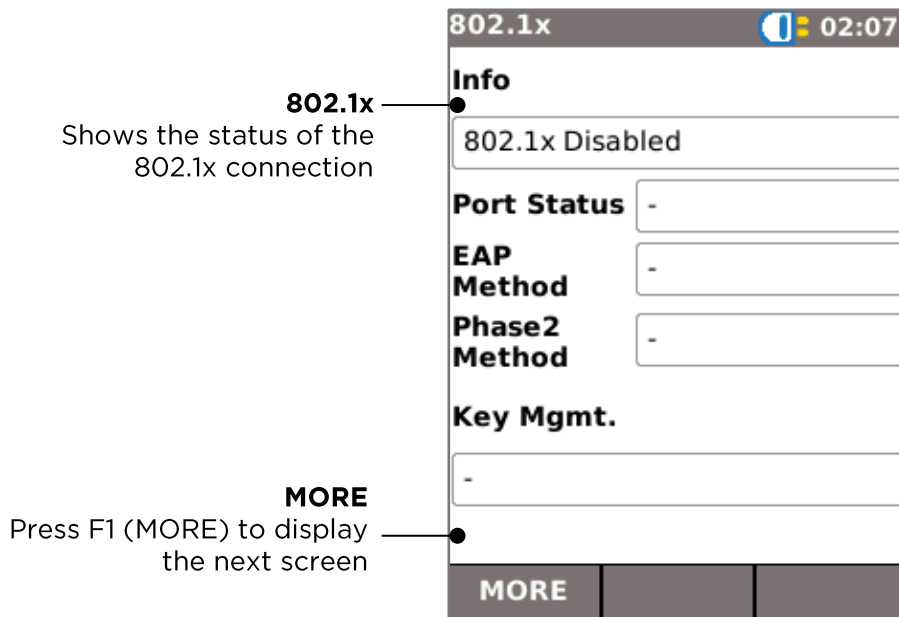 802.1x 02:07
802.1x
Shows the status of the
802.1x connection
Info
802.1x Disabled
Port Status -
EAP
Method
-
Phase2
Method
-
Key Mgmt.
-
MORE
Press F1 (MORE) to display
the next screen
MORE